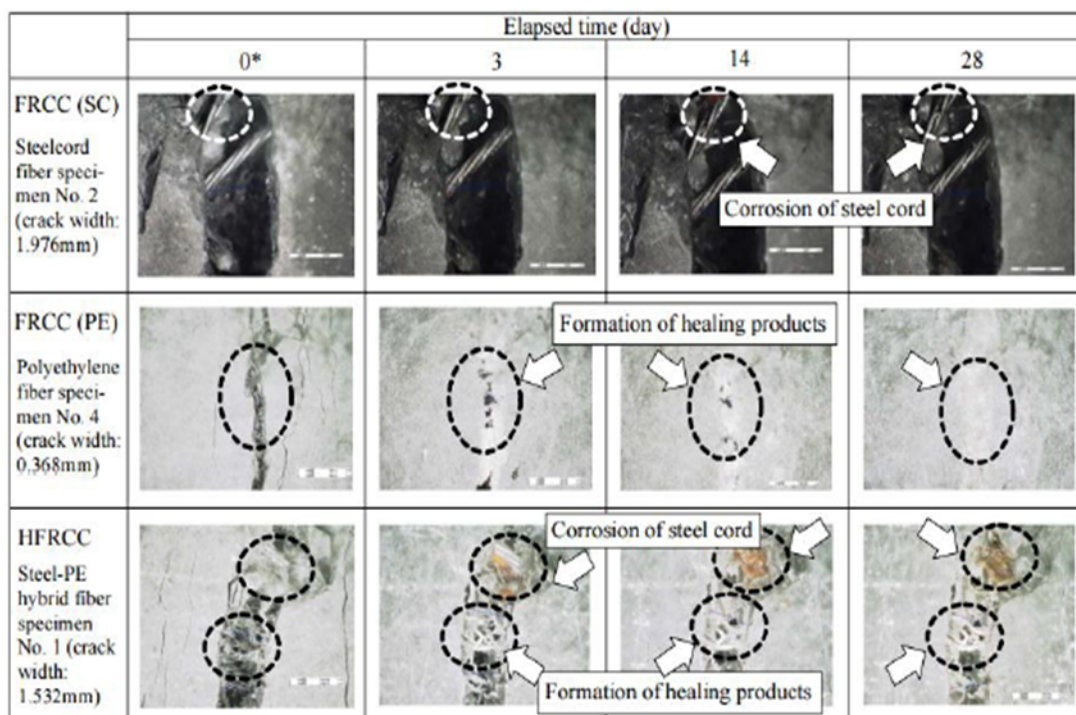 Elapsed time (day)
0*
3
14
28
FRCC (SC)
Steelcord
fiber speci-
men No. 2
(crack width:
1.976mm)
Corrosion of steel cord
FRCC (PE)
Polyethylene
fiber speci-
men No. 4
(crack width:
0.368mm)
Formation of healing products
HFRCC
Steel-PE
hybrid fiber
specimen
No. 1 (crack
width:
1.532mm)
Corrosion of steel cord
Formation of healing products